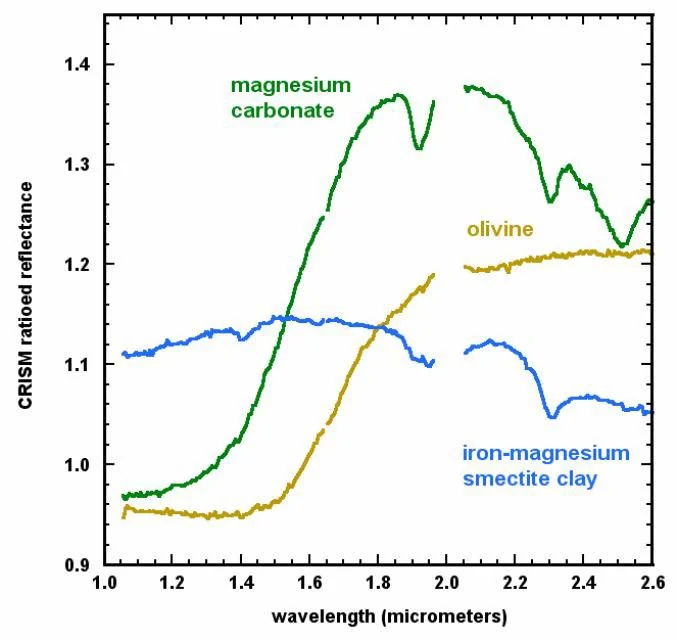 1.4
1.3
1.2
1.1
1.0
0.9
CRISM ratioed reflectance
magnesium
carbonate
olivine
iron-magnesium
smectite clay
1.0 1.2 1.4 1.6 1.8 2.0 2.2 2.4 2.6
wavelength (micrometers)